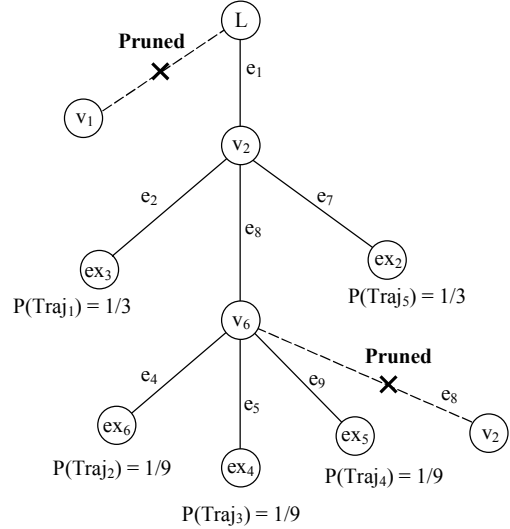 L
Pruned
e₁
v₁
v₂
e₂
e₇
e₈
ex₃
ex₂
P(Traj₁) = 1/3
P(Traj₅) = 1/3
v₆
Pruned
e₄
e₉
e₈
e₅
ex₆
ex₅
v₂
ex₄
P(Traj₂) = 1/9
P(Traj₄) = 1/9
P(Traj₃) = 1/9